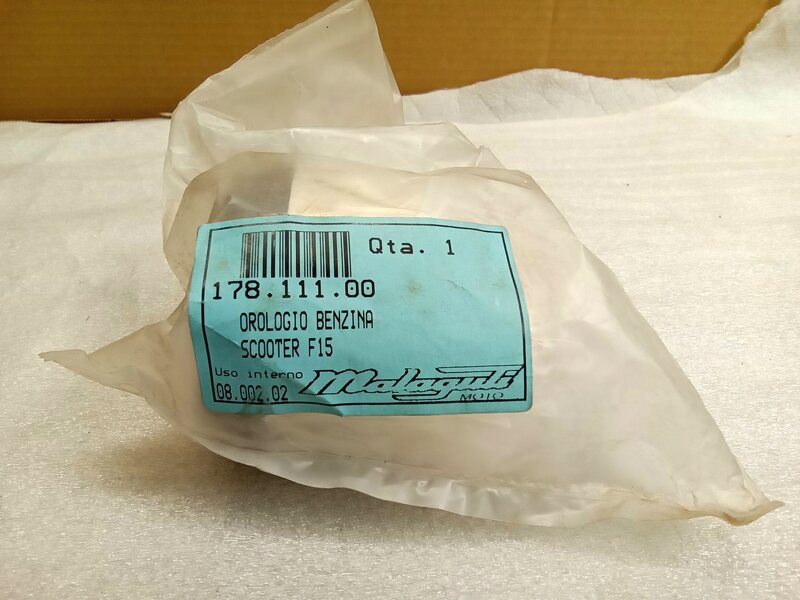 Qta. 1
178.111.00
OROLOGIO BENZINA
SCOOTER F15
Uso interno
08.002.02
Malaguti
MOTO